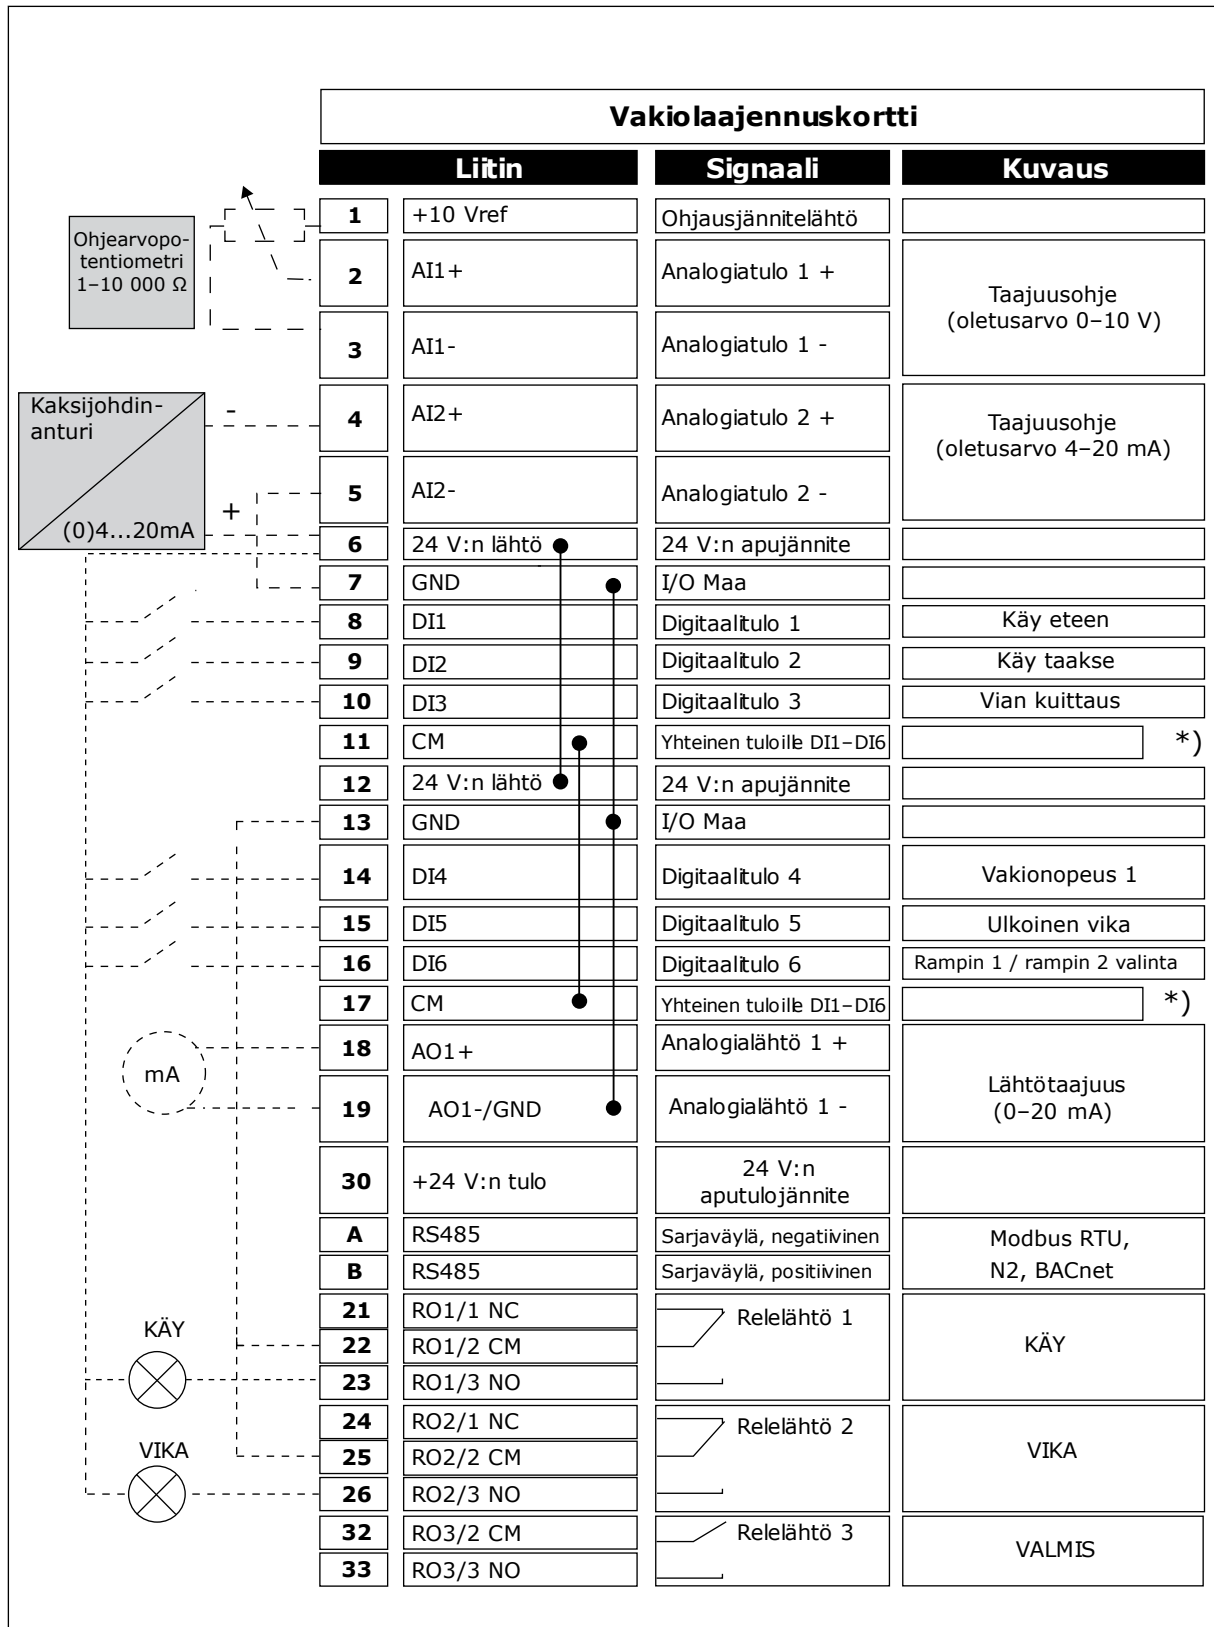 Vakiolaajennuskortti
Liitin Signaali Kuvaus
Ohjearvopo-
tentiometri
1–10 000 Ω
1 +10 Vref Ohjausjännitelähtö
2 AI1+ Analogiatulo 1 +
Taajuusohje
(oletusarvo 0–10 V)
3 AI1- Analogiatulo 1 -
Kaksijohdin-
anturi
-
+
(0)4...20mA
4 AI2+ Analogiatulo 2 +
Taajuusohje
(oletusarvo 4–20 mA)
5 AI2- Analogiatulo 2 -
6 24 V:n lähtö 24 V:n apujännite
7 GND I/O Maa
8 DI1 Digitaalitulo 1 Käy eteen
9 DI2 Digitaalitulo 2 Käy taakse
10 DI3 Digitaalitulo 3 Vian kuittaus
11 CM Yhteinen tuloille DI1–DI6 *)
12 24 V:n lähtö 24 V:n apujännite
13 GND I/O Maa
14 DI4 Digitaalitulo 4 Vakionopeus 1
15 DI5 Digitaalitulo 5 Ulkoinen vika
16 DI6 Digitaalitulo 6 Rampin 1 / rampin 2 valinta
17 CM Yhteinen tuloille DI1–DI6 *)
mA
18 AO1+ Analogialähtö 1 +
Lähtötaajuus
(0–20 mA)
19 AO1-/GND Analogialähtö 1 -
30 +24 V:n tulo 24 V:n
aputulojännite
A RS485 Sarjaväylä, negatiivinen
Modbus RTU,
N2, BACnet
B RS485 Sarjaväylä, positiivinen
KÄY
21 RO1/1 NC Relelähtö 1
22 RO1/2 CM KÄY
23 RO1/3 NO
VIKA
24 RO2/1 NC Relelähtö 2
25 RO2/2 CM VIKA
26 RO2/3 NO
32 RO3/2 CM Relelähtö 3
VALMIS
33 RO3/3 NO